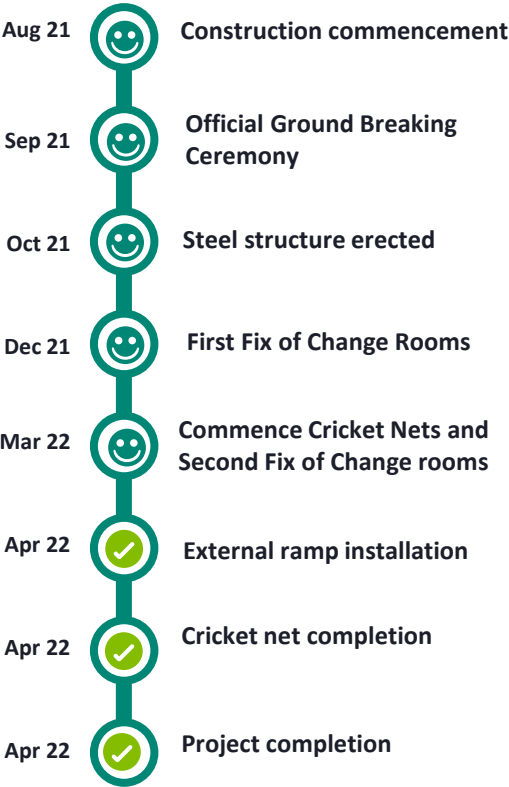 Aug 21
Construction commencement
Sep 21
Official Ground Breaking
Ceremony
Oct 21
Steel structure erected
Dec 21
First Fix of Change Rooms
Mar 22
Commence Cricket Nets and
Second Fix of Change rooms
Apr 22
External ramp installation
Apr 22
Cricket net completion
Apr 22
Project completion